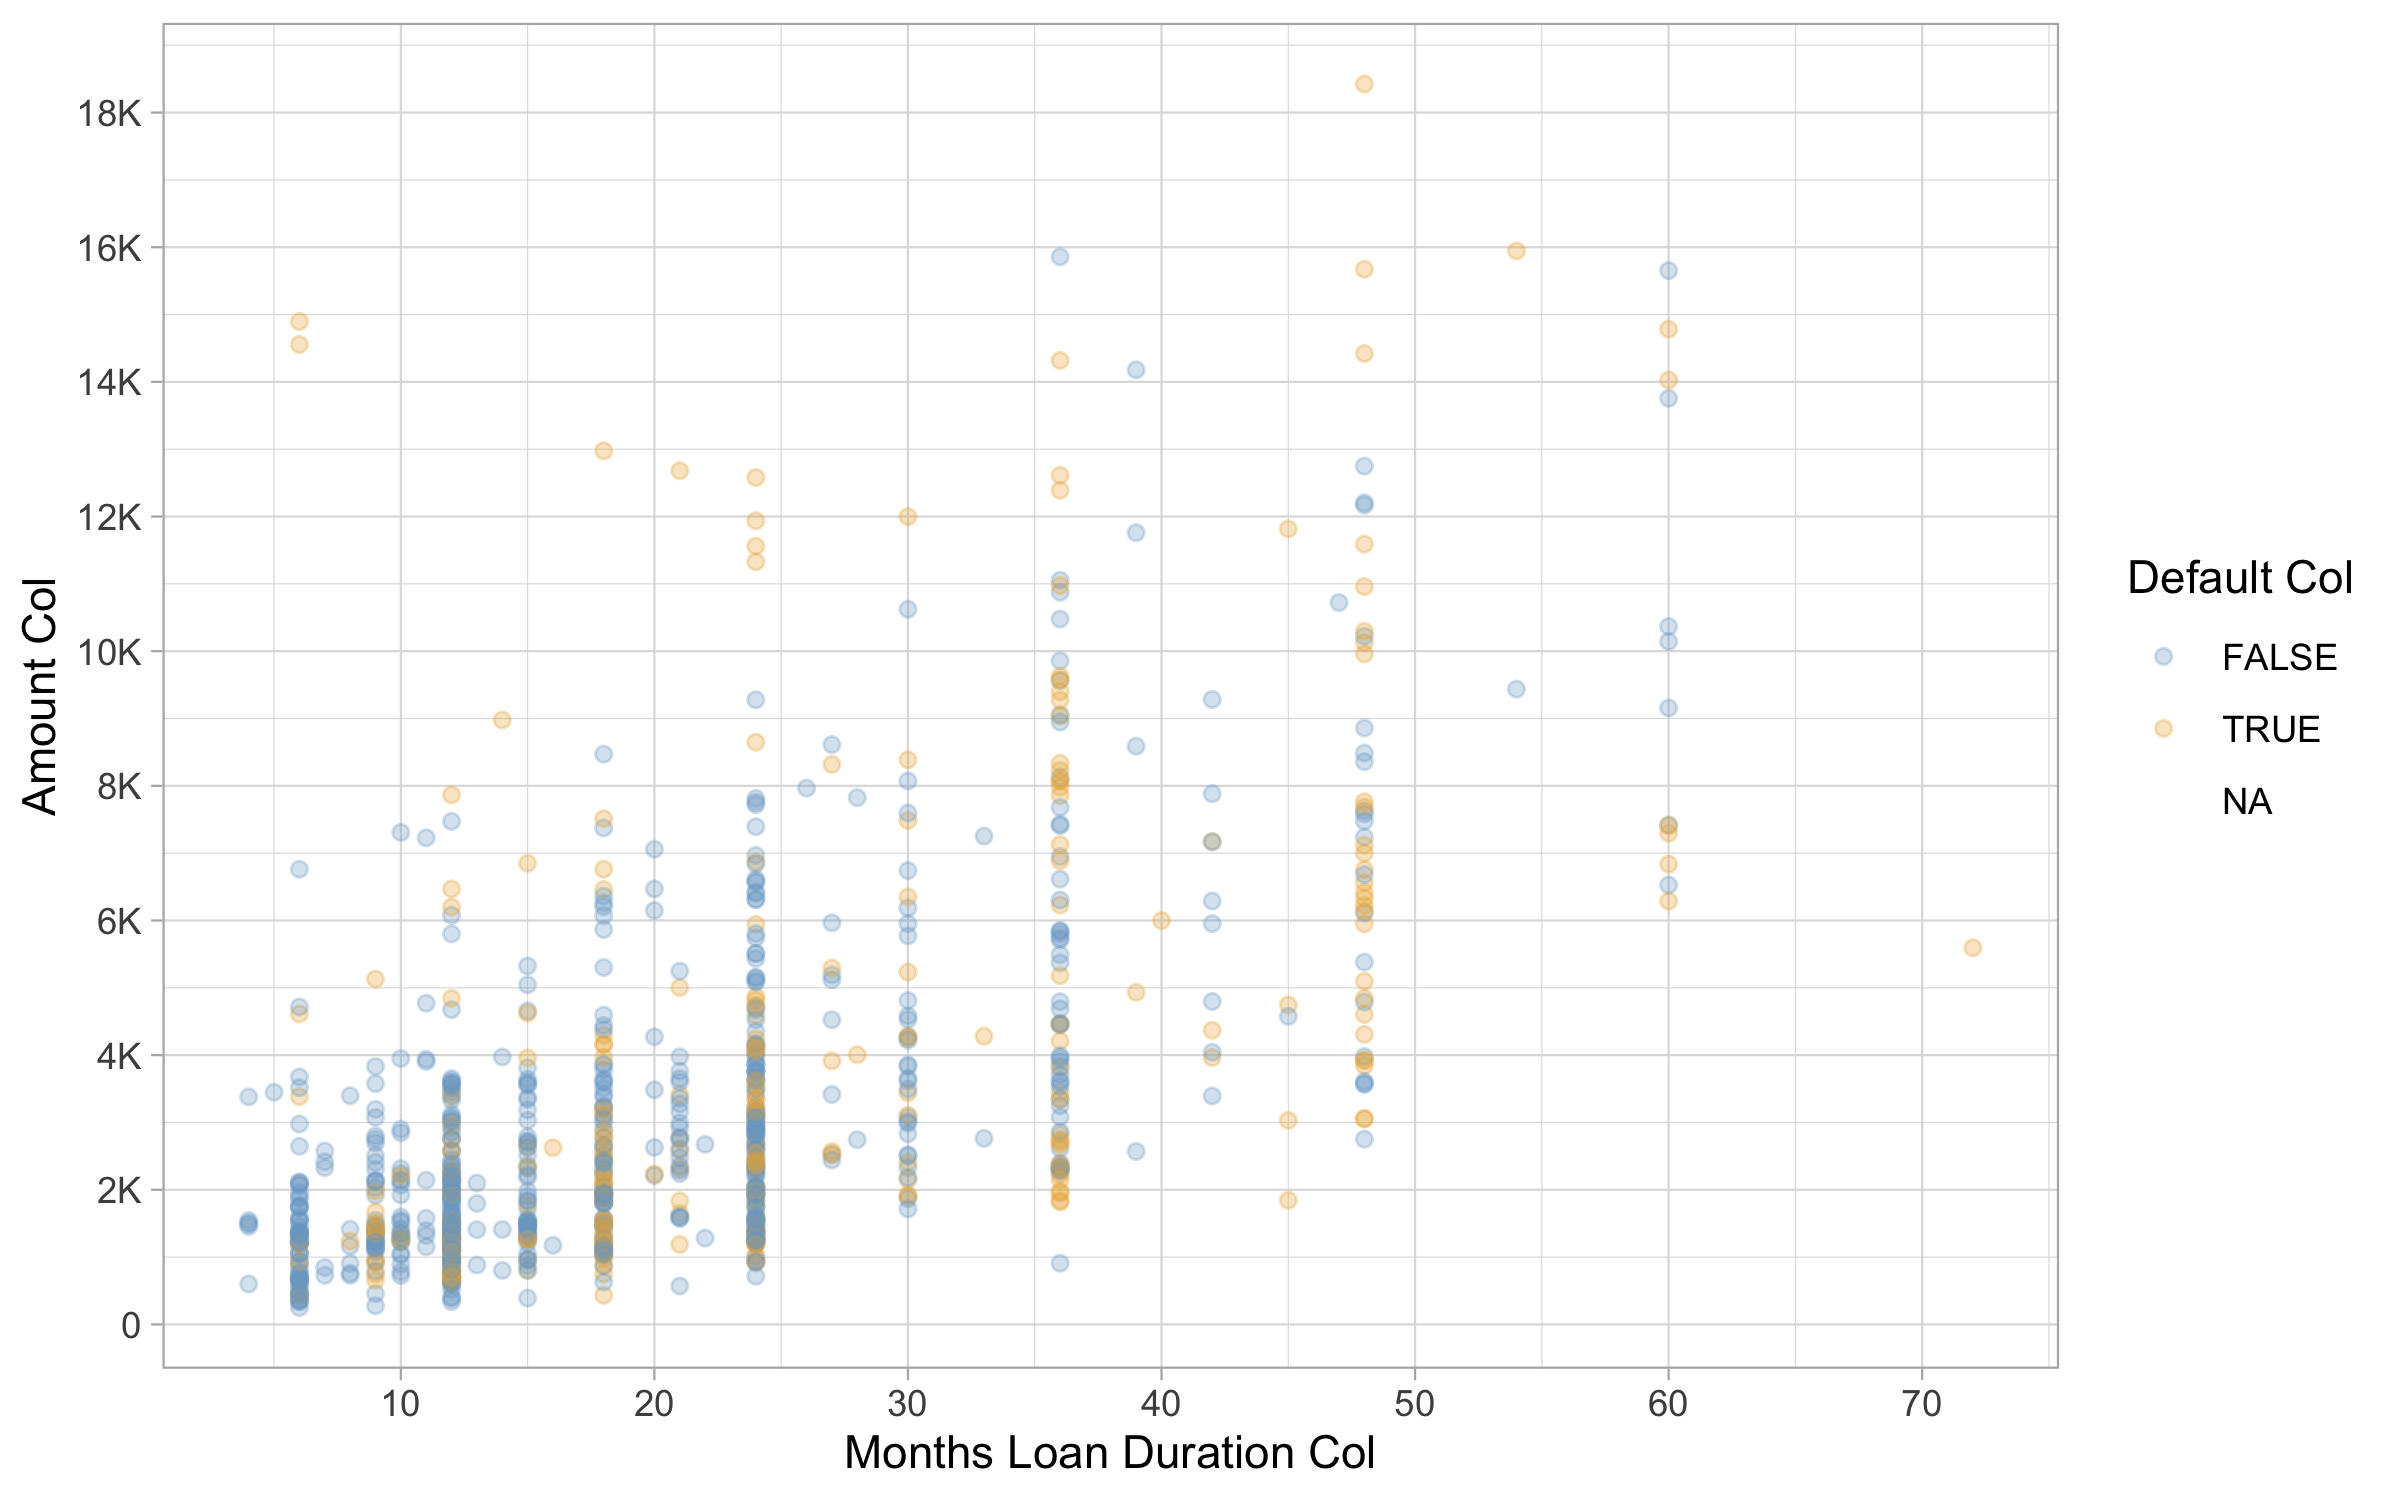 18K
16K
14K
12K
10K
8K
6K
4K
2K
0
Amount Col
10 20 30 40 50 60 70
Months Loan Duration Col
Default Col
FALSE
TRUE
NA